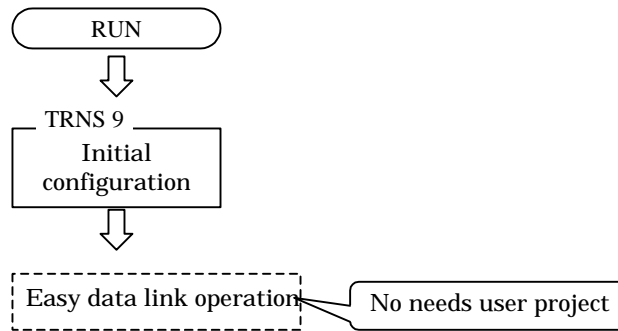 RUN
TRNS 9
Initial
configuration
Easy data link operation
No needs user project